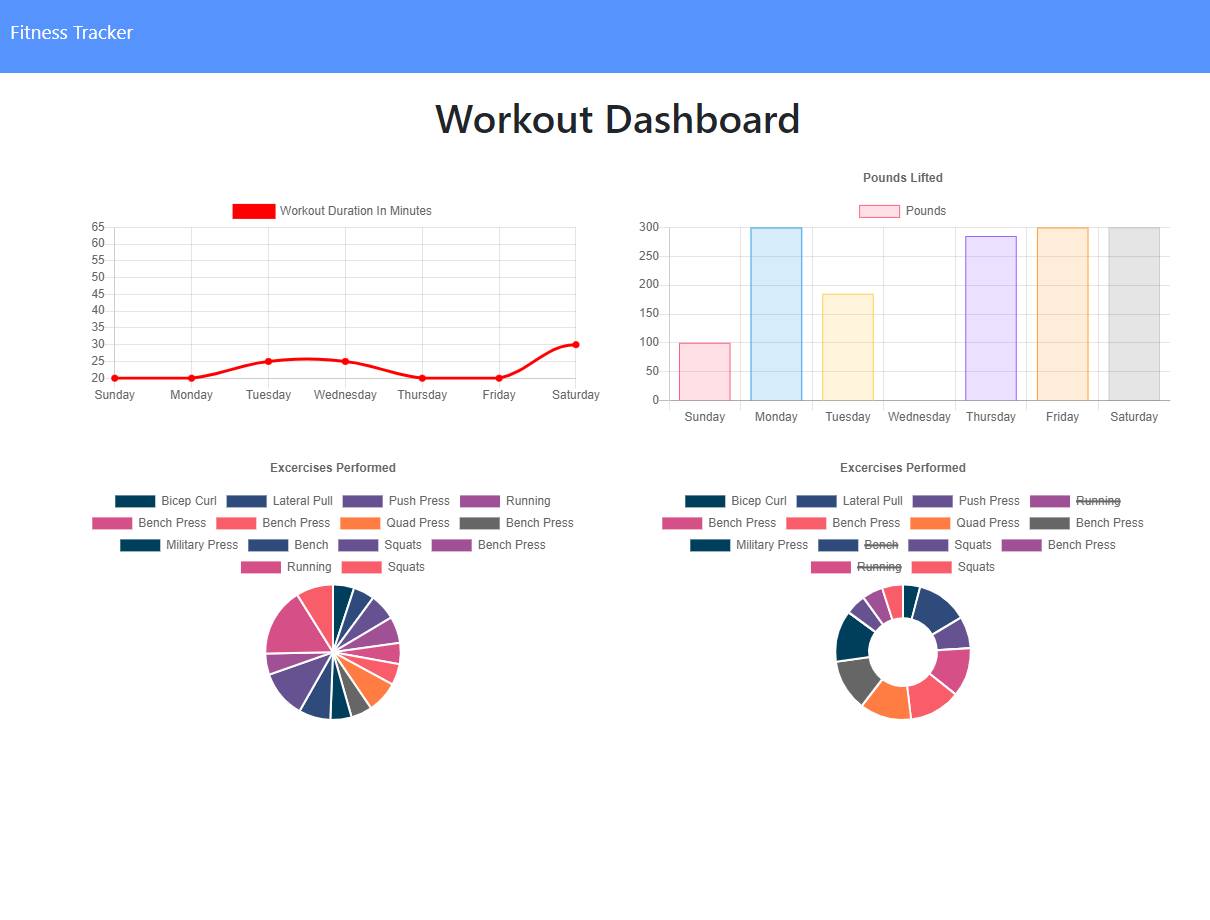 Fitness Tracker
Workout Dashboard
Workout Duration In Minutes
65
60
55
50
45
40
35
30
25
20
Sunday Monday Tuesday Wednesday Thursday Friday Saturday
Pounds Lifted
Pounds
300
250
200
150
100
50
0
Sunday Monday Tuesday Wednesday Thursday Friday Saturday
Excercises Performed
Bicep Curl Lateral Pull Push Press Running
Bench Press Bench Press Quad Press Bench Press
Military Press Bench Squats Bench Press
Running Squats
Excercises Performed
Bicep Curl Lateral Pull Push Press Running
Bench Press Bench Press Quad Press Bench Press
Military Press Bench Squats Bench Press
Running Squats